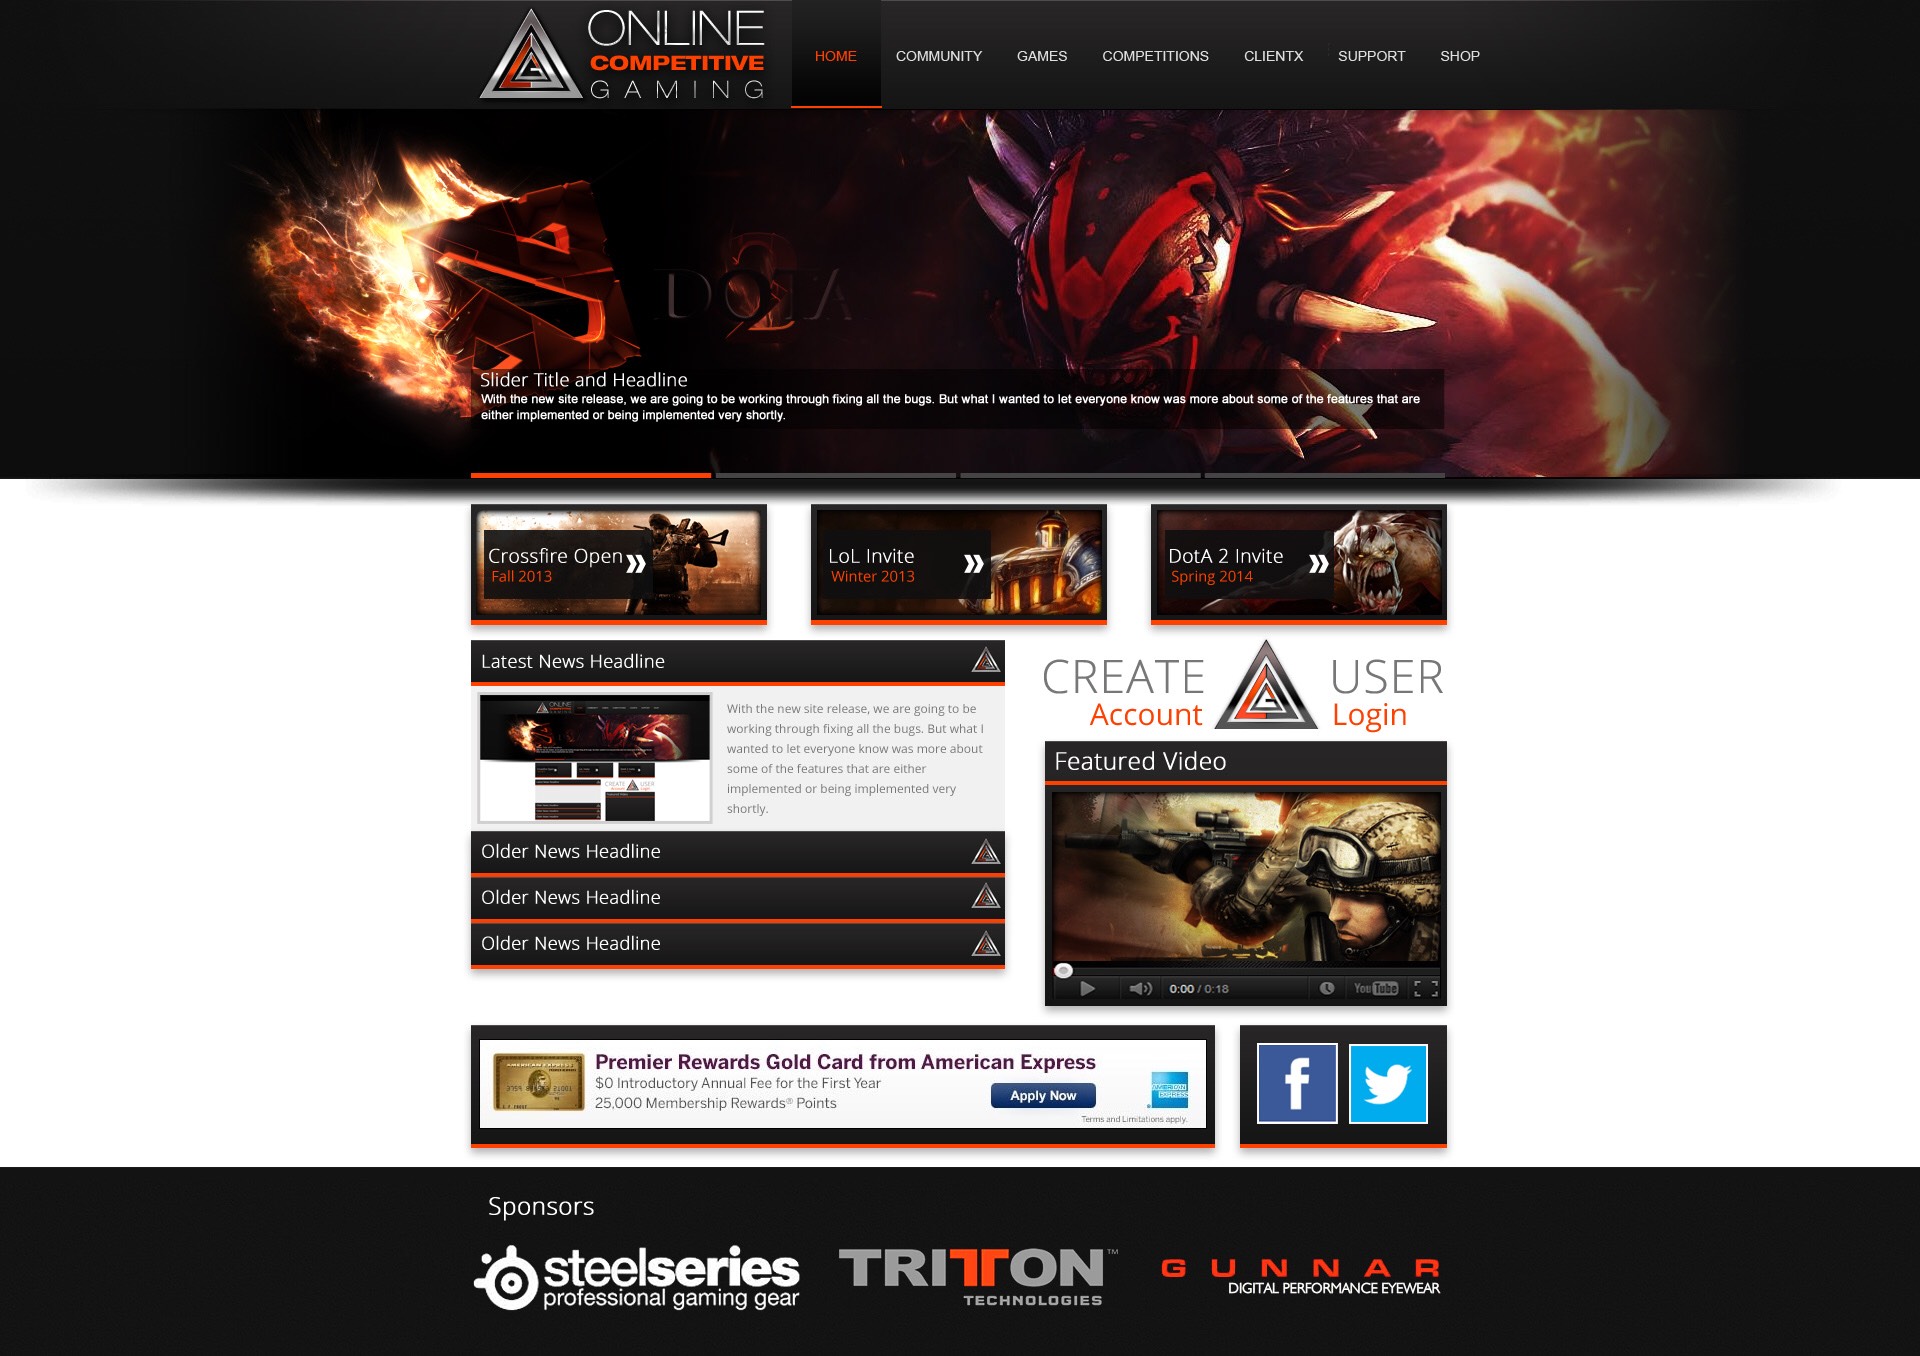 ONLINE
COMPETITIVE
GAMING
HOME COMMUNITY GAMES COMPETITIONS CLIENTX SUPPORT SHOP
DOTA 2
Slider Title and Headline
With the new site release, we are going to be working through fixing all the bugs. But what I wanted to let everyone know was more about some of the features that are
either implemented or being implemented very shortly.
Crossfire Open
Fall 2013
LoL Invite
Winter 2013
DotA 2 Invite
Spring 2014
Latest News Headline
With the new site release, we are going to be
working through fixing all the bugs. But what I
wanted to let everyone know was more about
some of the features that are either
implemented or being implemented very
shortly.
Older News Headline
Older News Headline
Older News Headline
CREATE
Account
USER
Login
Featured Video
0:00 / 0:18
YouTube
Premier Rewards Gold Card from American Express
$0 Introductory Annual Fee for the First Year
25,000 Membership Rewards® Points
Apply Now
AMERICAN EXPRESS
Terms and Limitations apply.
Sponsors
steelseries
professional gaming gear
TRITTON™
TECHNOLOGIES
GUNNAR
DIGITAL PERFORMANCE EYEWEAR